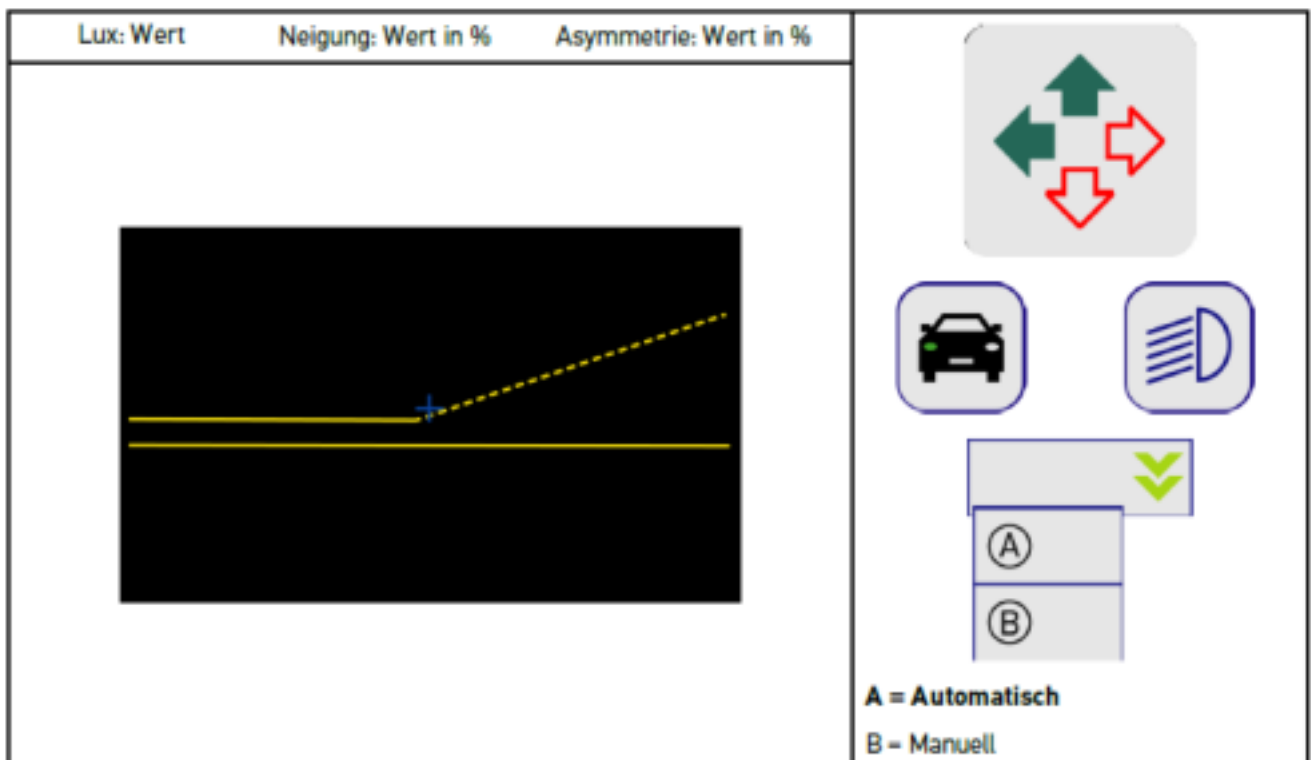 Lux: Wert Neigung: Wert in % Asymmetrie: Wert in %
A
B
A = Automatisch
B = Manuell